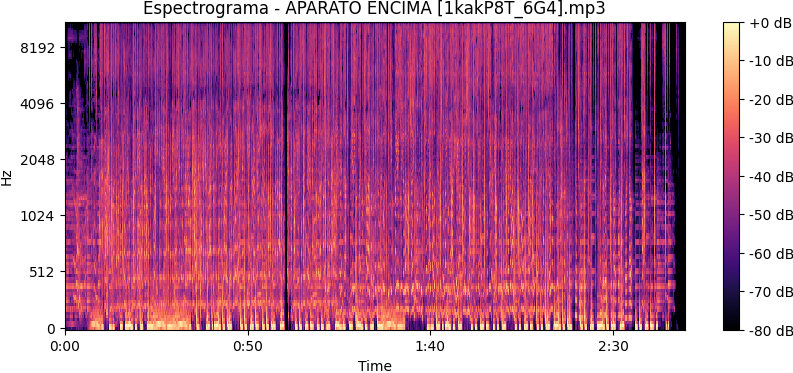 Espectrograma - APARATO ENCIMA [1kakP8T_6G4].mp3
8192
4096
2048
1024
512
0
Hz
0:00
0:50
1:40
2:30
Time
+0 dB
-10 dB
-20 dB
-30 dB
-40 dB
-50 dB
-60 dB
-70 dB
-80 dB